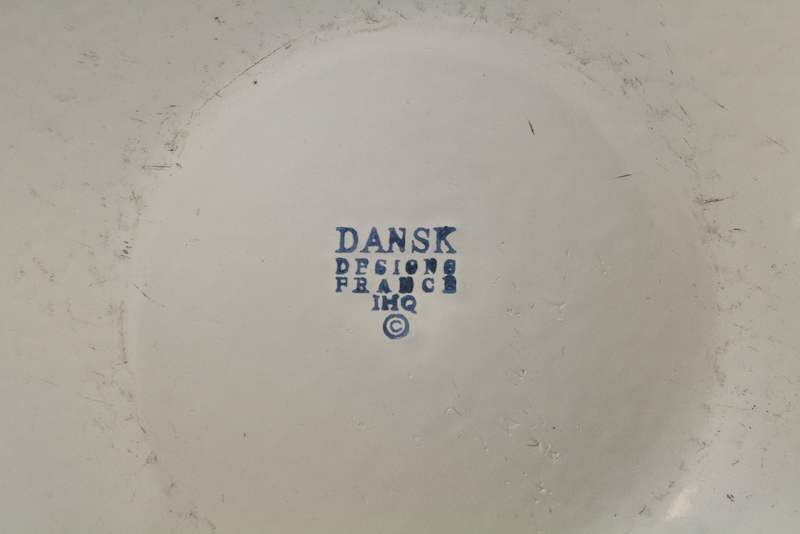 DANSK
DESIGNS
FRANCE
IHQ
©